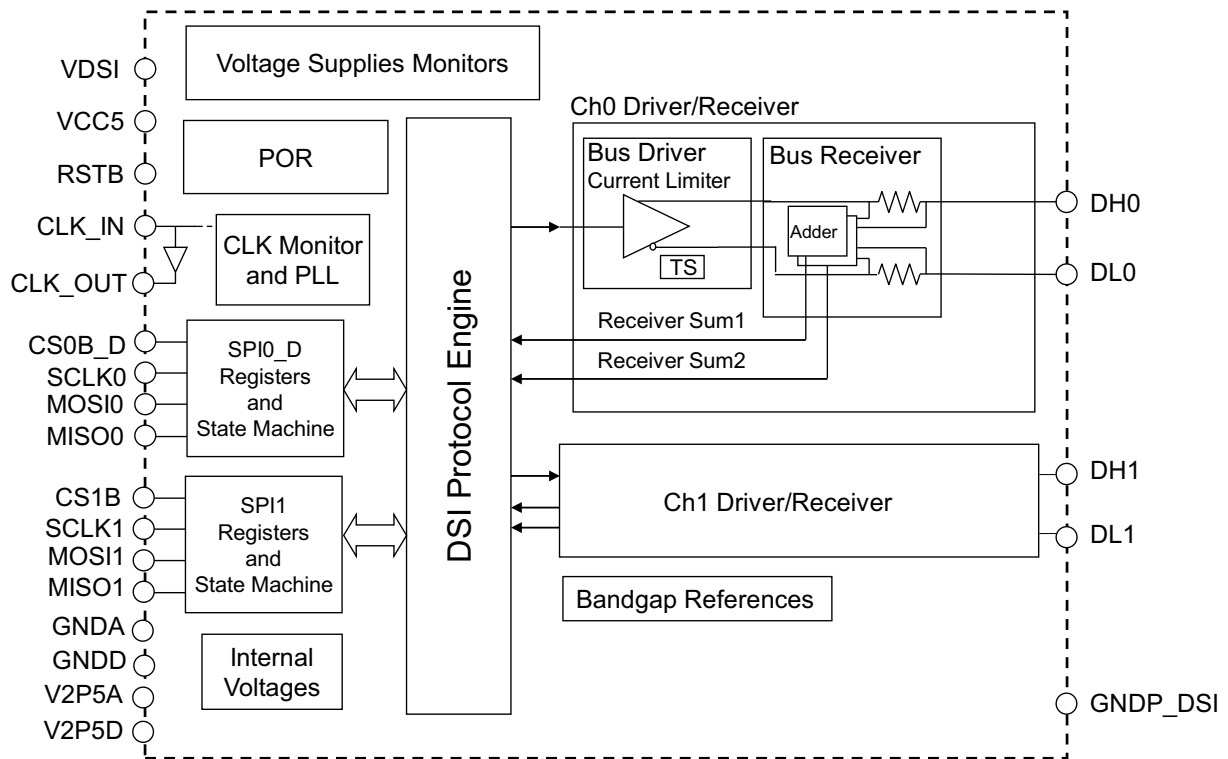 VDSI
VCC5
RSTB
CLK_IN
CLK_OUT
CS0B_D
SCLK0
MOSI0
MISO0
CS1B
SCLK1
MOSI1
MISO1
GNDA
GNDD
V2P5A
V2P5D
Voltage Supplies Monitors
POR
CLK Monitor
and PLL
SPI0_D
Registers
and
State Machine
SPI1
Registers
and
State Machine
Internal
Voltages
DSI Protocol Engine
Ch0 Driver/Receiver
Bus Driver
Current Limiter
TS
Bus Receiver
Adder
Receiver Sum1
Receiver Sum2
Ch1 Driver/Receiver
Bandgap References
DH0
DL0
DH1
DL1
GNDP_DSI